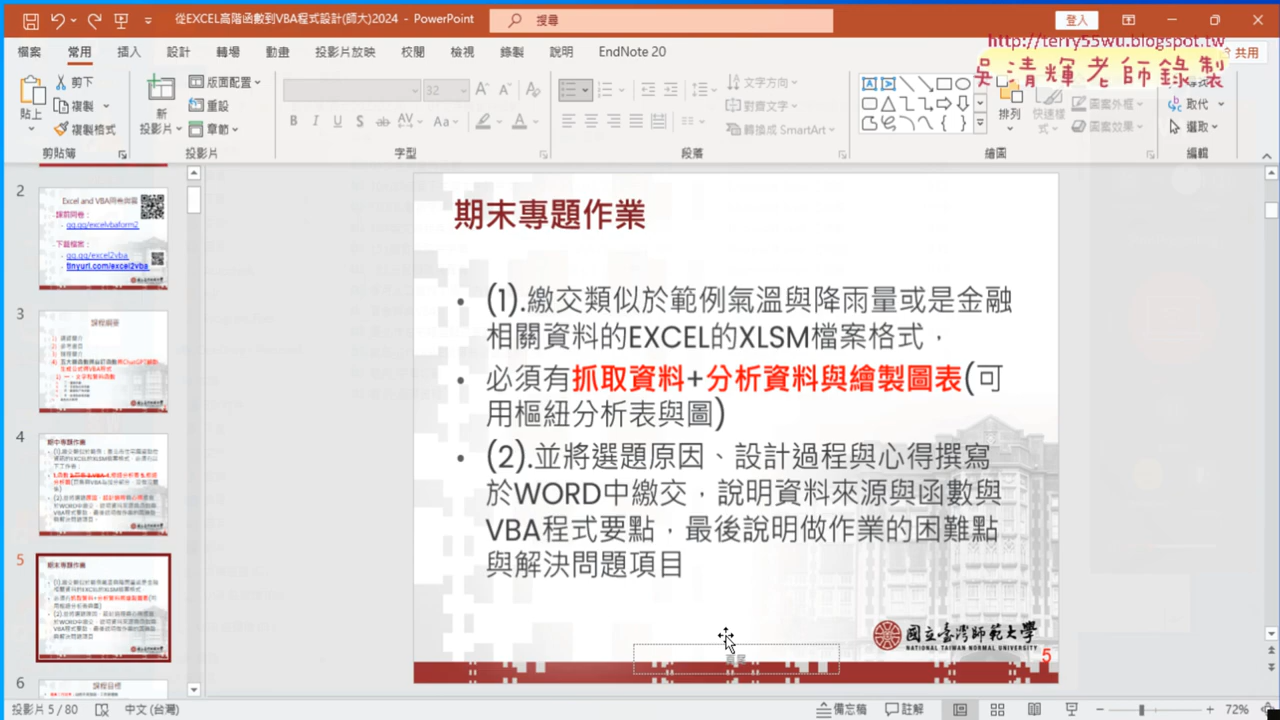 從EXCEL高階函數到VBA程式設計(師大)2024 - PowerPoint
搜尋
登入
http://terry55wu.blogspot.tw
吳清輝老師錄製
檔案 常用 插入 設計 轉場 動畫 投影片放映 校閱 檢視 錄製 說明 EndNote 20
共用
貼上
剪下
複製
複製格式
剪貼簿
新
投影片
版面配置
重設
章節
投影片
32
字型
文字方向
對齊文字
轉換成 SmartArt
段落
排列
快速樣
式
圖案外框
圖案效果
繪圖
取代
選取
編輯
2
Excel and VBA問卷與雲
課前問卷：
gg.gg/excelvbaform2
下載檔案：
gg.gg/excel2vba
tinyurl.com/excel2vba
3
課程綱要
4
期中專題作業
5
期末專題作業
6
課程目標
期末專題作業
• (1).繳交類似於範例氣溫與降雨量或是金融
相關資料的EXCEL的XLSM檔案格式，
• 必須有抓取資料+分析資料與繪製圖表(可
用樞紐分析表與圖)
• (2).並將選題原因、設計過程與心得撰寫
於WORD中繳交，說明資料來源與函數與
VBA程式要點，最後說明做作業的困難點
與解決問題項目
國立臺灣師範大學
NATIONAL TAIWAN NORMAL UNIVERSITY
5
投影片 5 / 80
中文 (台灣)
備忘稿
註解
72%